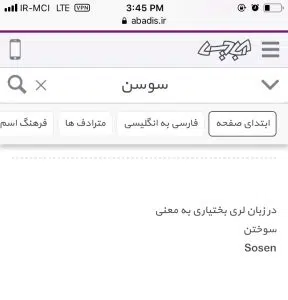 IR-MCI LTE VPN 3:45 PM
abadis.ir
آبادیس
سوسن
ابتدای صفحه فارسی به انگلیسی مترادف ها فرهنگ اسم
در زبان لری بختیاری به معنی
سوختن
Sosen